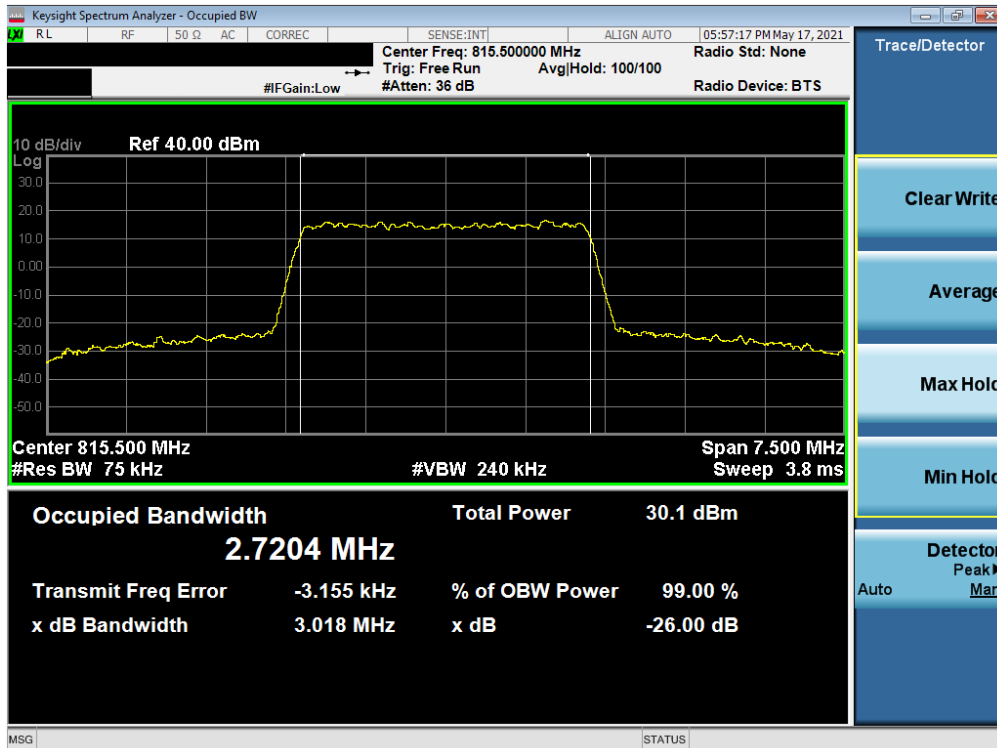 Keysight Spectrum Analyzer - Occupied BW
LXI RL RF 50 Ω AC CORREC SENSE:INT ALIGN AUTO 05:57:17 PM May 17, 2021
Center Freq: 815.500000 MHz Radio Std: None
Trig: Free Run Avg|Hold: 100/100
#IFGain:Low #Atten: 36 dB Radio Device: BTS
10 dB/div Ref 40.00 dBm
Log
30.0
20.0
10.0
0.00
-10.0
-20.0
-30.0
-40.0
-50.0
Center 815.500 MHz Span 7.500 MHz
#Res BW 75 kHz #VBW 240 kHz Sweep 3.8 ms
Occupied Bandwidth Total Power 30.1 dBm
2.7204 MHz
Transmit Freq Error -3.155 kHz % of OBW Power 99.00 %
x dB Bandwidth 3.018 MHz x dB -26.00 dB
MSG STATUS
Trace/Detector
Clear Write
Average
Max Hold
Min Hold
Detector
Peak
Auto Man